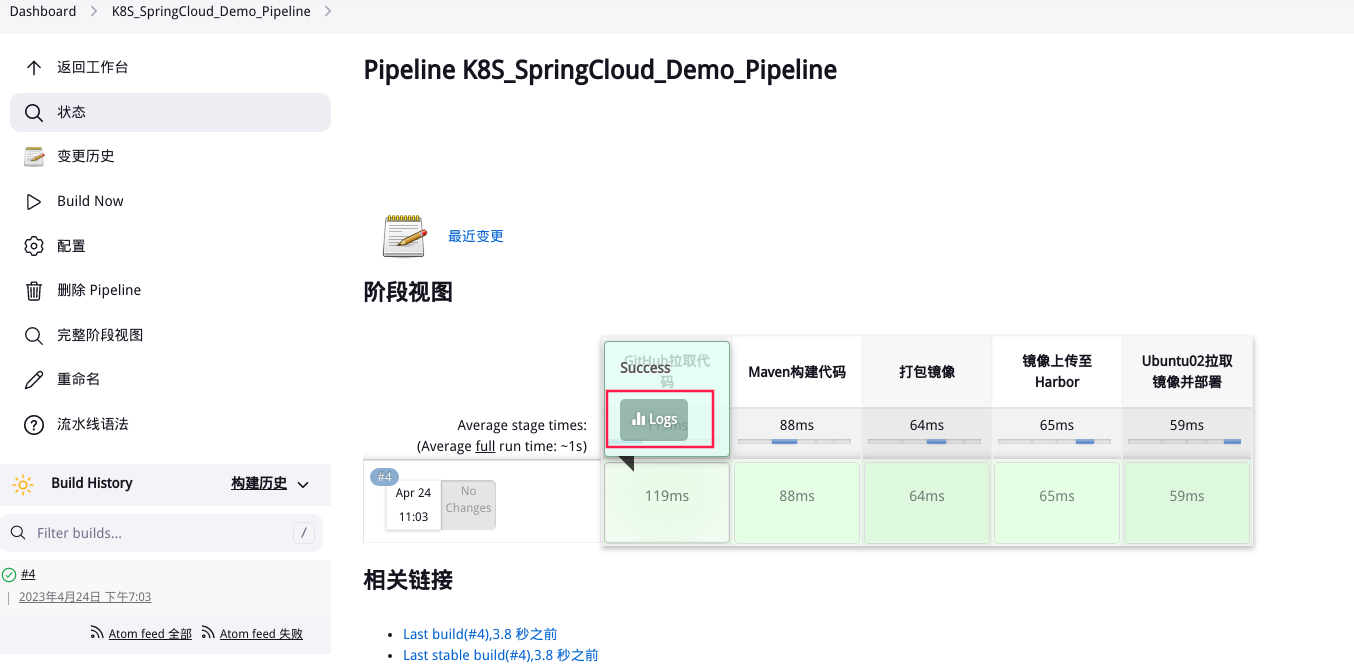 Dashboard
K8S_SpringCloud_Demo_Pipeline
返回工作台
状态
变更历史
Build Now
配置
删除 Pipeline
完整阶段视图
重命名
流水线语法
Build History
构建历史
Filter builds...
/
#4
2023年4月24日 下午7:03
Atom feed 全部
Atom feed 失败
Pipeline K8S_SpringCloud_Demo_Pipeline
最近变更
阶段视图
GitHub拉取代
码
Success
Logs
Maven构建代码
打包镜像
镜像上传至
Harbor
Ubuntu02拉取
镜像并部署
Average stage times:
(Average full run time: ~1s)
119ms
88ms
64ms
65ms
59ms
#4
Apr 24
11:03
No
Changes
119ms
88ms
64ms
65ms
59ms
相关链接
Last build(#4),3.8 秒之前
Last stable build(#4),3.8 秒之前